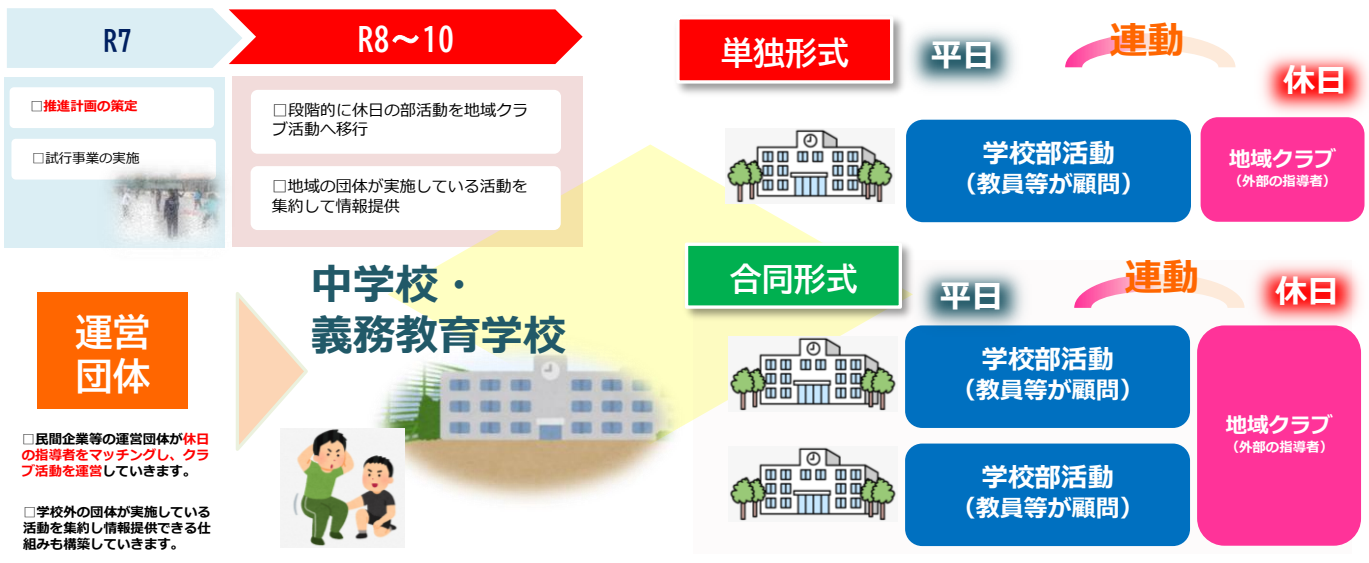 R7
R8～10
□推進計画の策定
□試行事業の実施
□段階的に休日の部活動を地域クラ
ブ活動へ移行
□地域の団体が実施している活動を
集約して情報提供
運営
団体
□民間企業等の運営団体が休日
の指導者をマッチングし、クラ
ブ活動を運営していきます。
□学校外の団体が実施している
活動を集約し情報提供できる仕
組みも構築していきます。
中学校・
義務教育学校
単独形式
平日
連動
休日
学校部活動
（教員等が顧問）
地域クラブ
（外部の指導者）
合同形式
平日
連動
休日
学校部活動
（教員等が顧問）
学校部活動
（教員等が顧問）
地域クラブ
（外部の指導者）